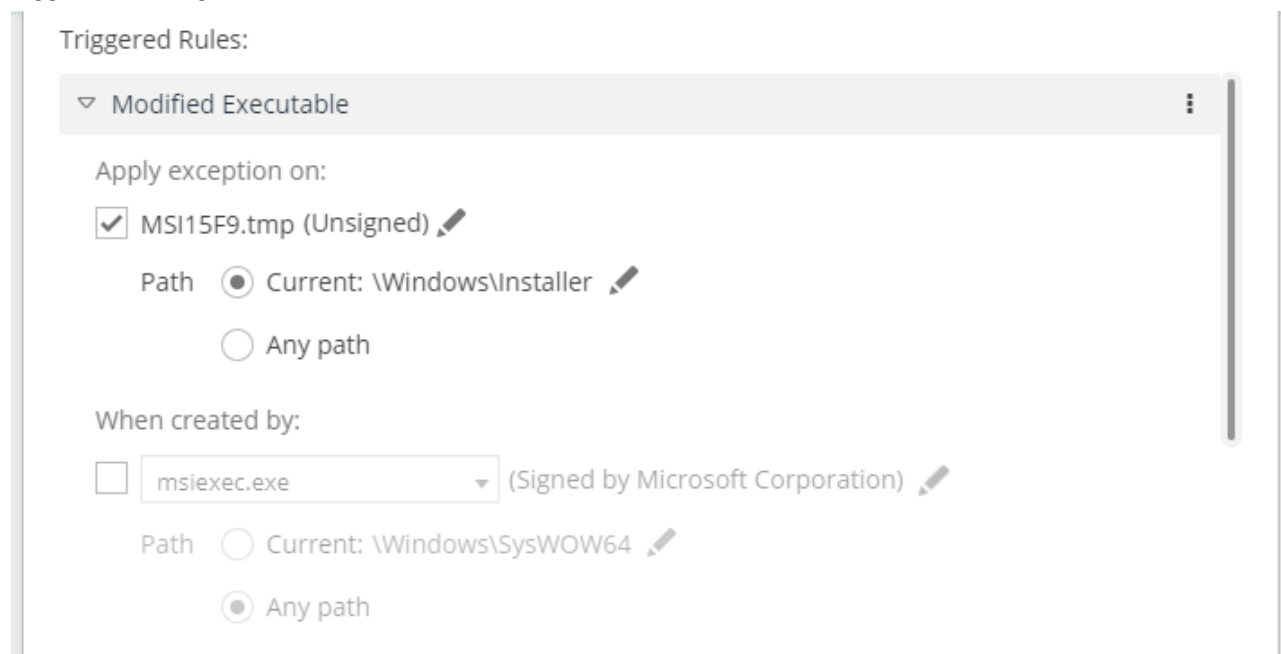 Triggered Rules:
Modified Executable
Apply exception on:
MSI15F9.tmp (Unsigned)
Path Current: \Windows\Installer
Any path
When created by:
msiexec.exe (Signed by Microsoft Corporation)
Path Current: \Windows\SysWOW64
Any path